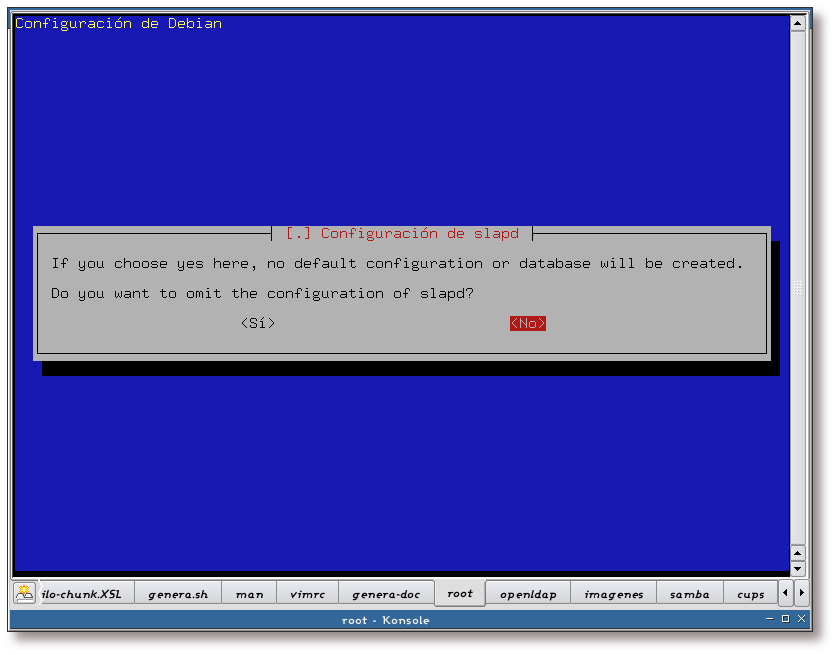 Configuración de Debian
[.] Configuración de slapd
If you choose yes here, no default configuration or database will be created.
Do you want to omit the configuration of slapd?
<Sí> <No>
ilo-chunk.XSL genera.sh man vimrc genera-doc root openldap imagenes samba cups
root - Konsole